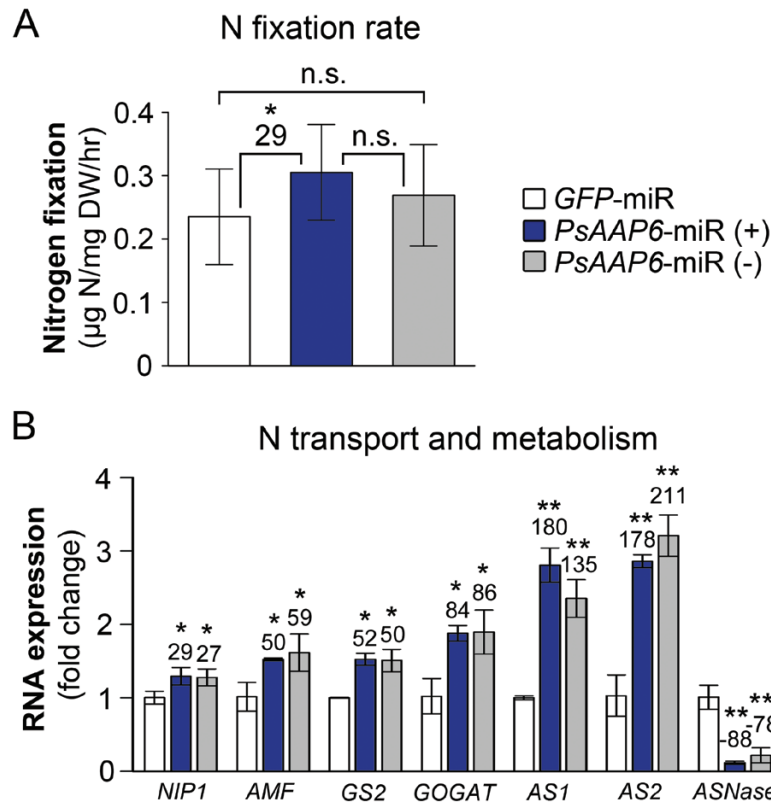 A
N fixation rate
n.s.
*
29
n.s.
0.4
0.3
0.2
0.1
0
Nitrogen fixation
(µg N/mg DW/hr)
GFP-miR
PsAAP6-miR (+)
PsAAP6-miR (-)
B
N transport and metabolism
RNA expression
(fold change)
4
3
2
1
0
* *
29 27
* *
50 59
* *
52 50
* *
84 86
** **
180 135
** **
178 211
** **
-88 -78
NIP1 AMF GS2 GOGAT AS1 AS2 ASNase